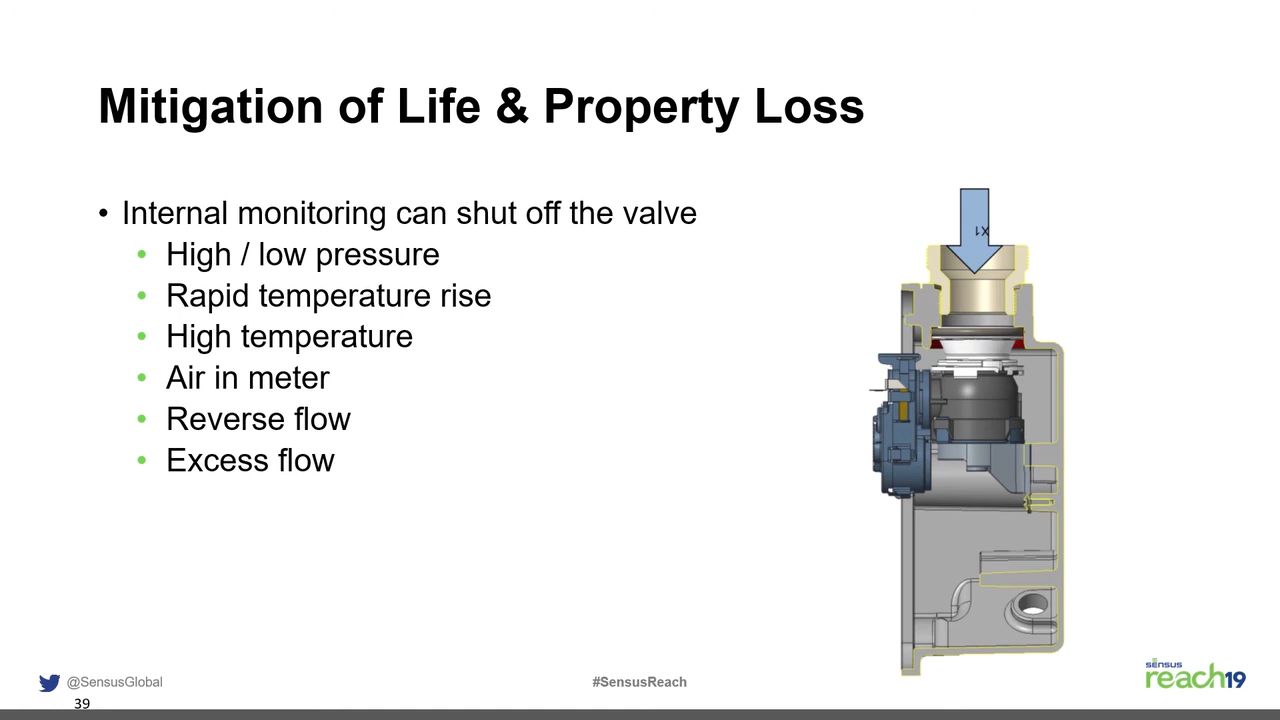 Mitigation of Life & Property Loss
• Internal monitoring can shut off the valve
• High / low pressure
• Rapid temperature rise
• High temperature
• Air in meter
• Reverse flow
• Excess flow
X1
@SensusGlobal
#SensusReach
sensus
reach19
39